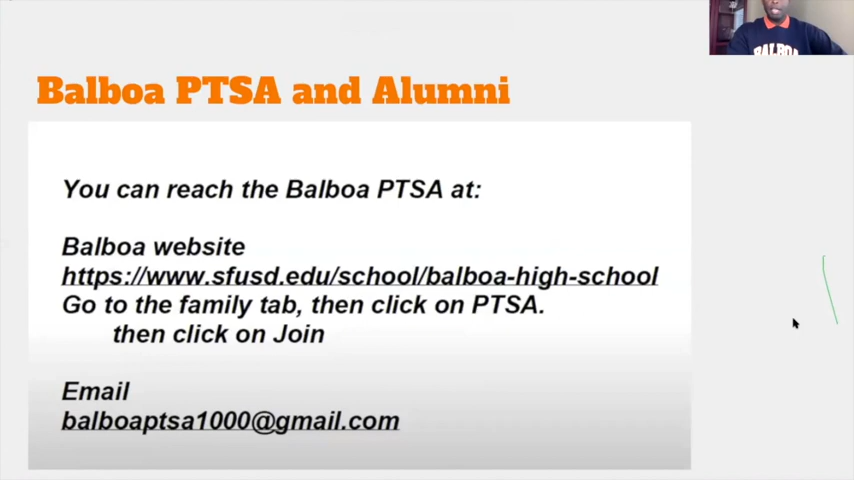 BALBOA
Balboa PTSA and Alumni
You can reach the Balboa PTSA at:
Balboa website
https://www.sfusd.edu/school/balboa-high-school
Go to the family tab, then click on PTSA.
then click on Join
Email
balboaptsa1000@gmail.com